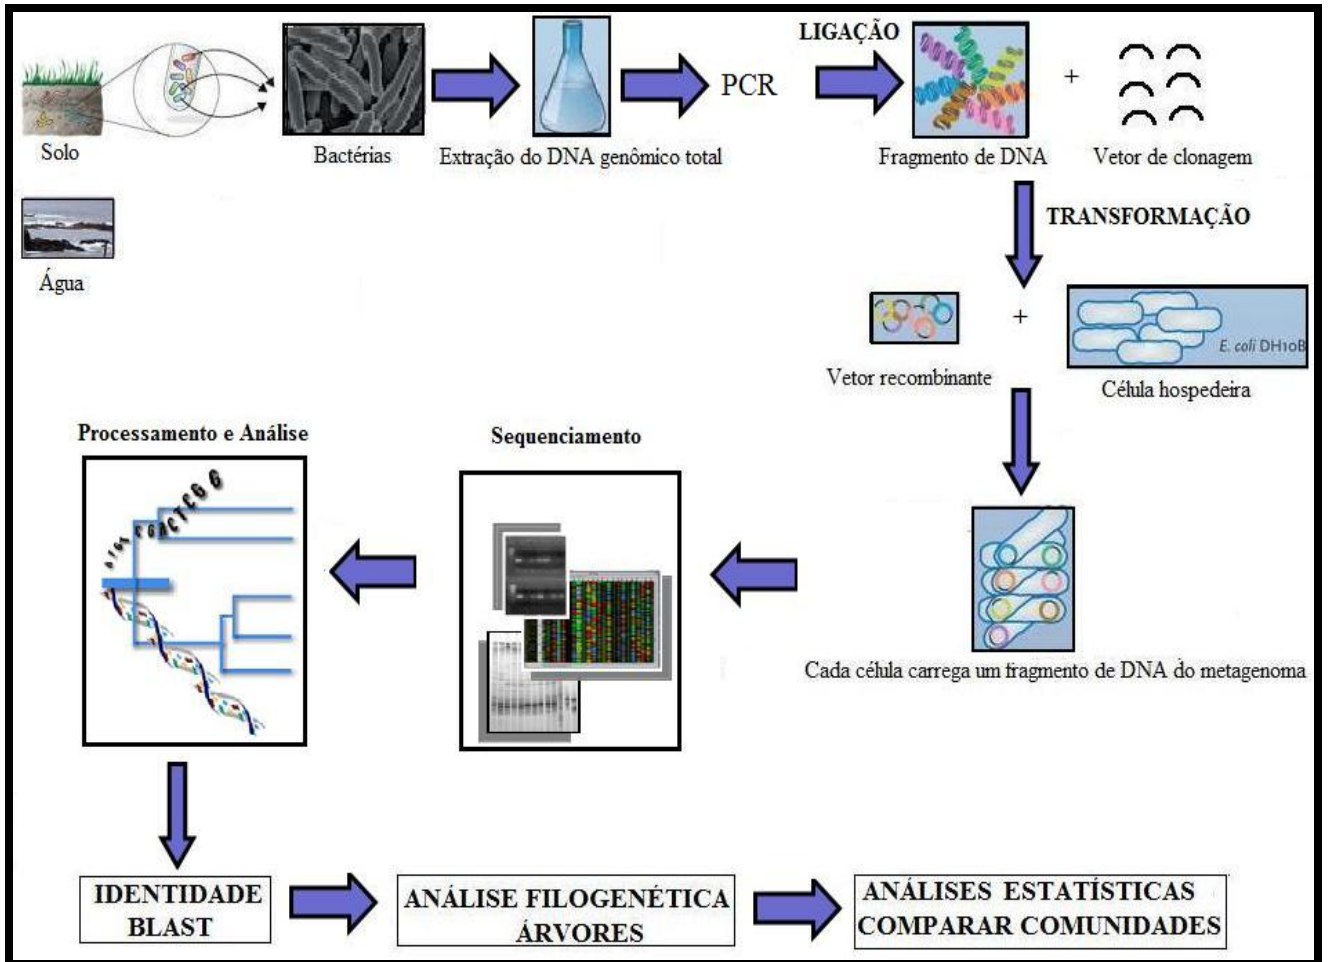 LIGAÇÃO
PCR
+
Solo
Bactérias
Extração do DNA genômico total
Fragmento de DNA
Vetor de clonagem
Água
TRANSFORMAÇÃO
+
E. coli DH10B
Vetor recombinante
Célula hospedeira
Processamento e Análise
Sequenciamento
CGACTCGG
Cada célula carrega um fragmento de DNA do metagenoma
IDENTIDADE
BLAST
ANÁLISE FILOGENÉTICA
ÁRVORES
ANÁLISES ESTATÍSTICAS
COMPARAR COMUNIDADES